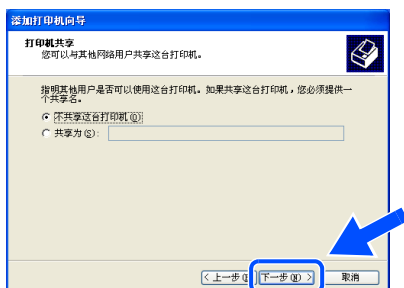 添加打印机向导
打印机共享
您可以与其他网络用户共享这台打印机。
指明其他用户是否可以使用这台打印机。如果共享这台打印机，您必须提供一
个共享名。
不共享这台打印机(O)
共享为(S):
<上一步(B) 下一步(N)> 取消